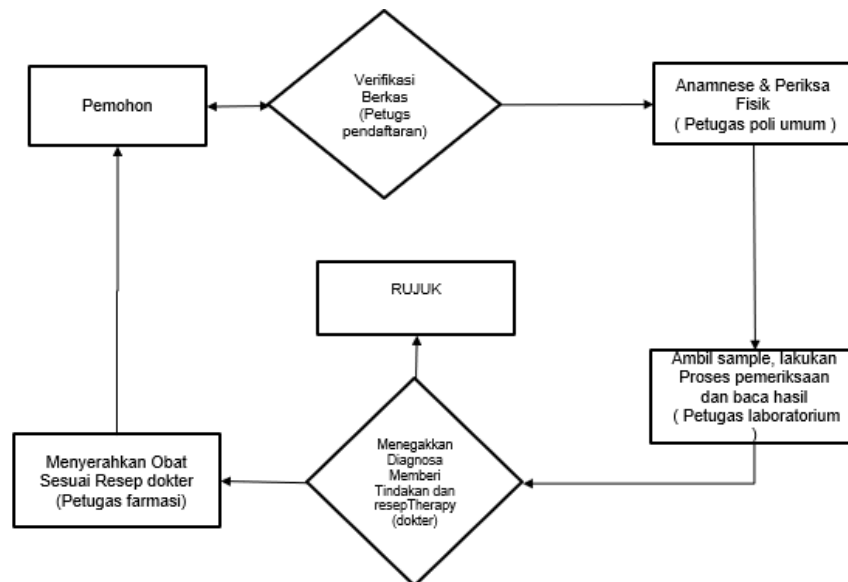 Pemohon
Verifikasi
Berkas
(Petugs
pendaftaran)
Anamnese & Periksa
Fisik
( Petugas poli umum )
RUJUK
Ambil sample, lakukan
Proses pemeriksaan
dan baca hasil
( Petugas laboratorium )
Menegakkan
Diagnosa
Memberi
Tindakan dan
resepTherapy
(dokter)
Menyerahkan Obat
Sesuai Resep dokter
(Petugas farmasi)